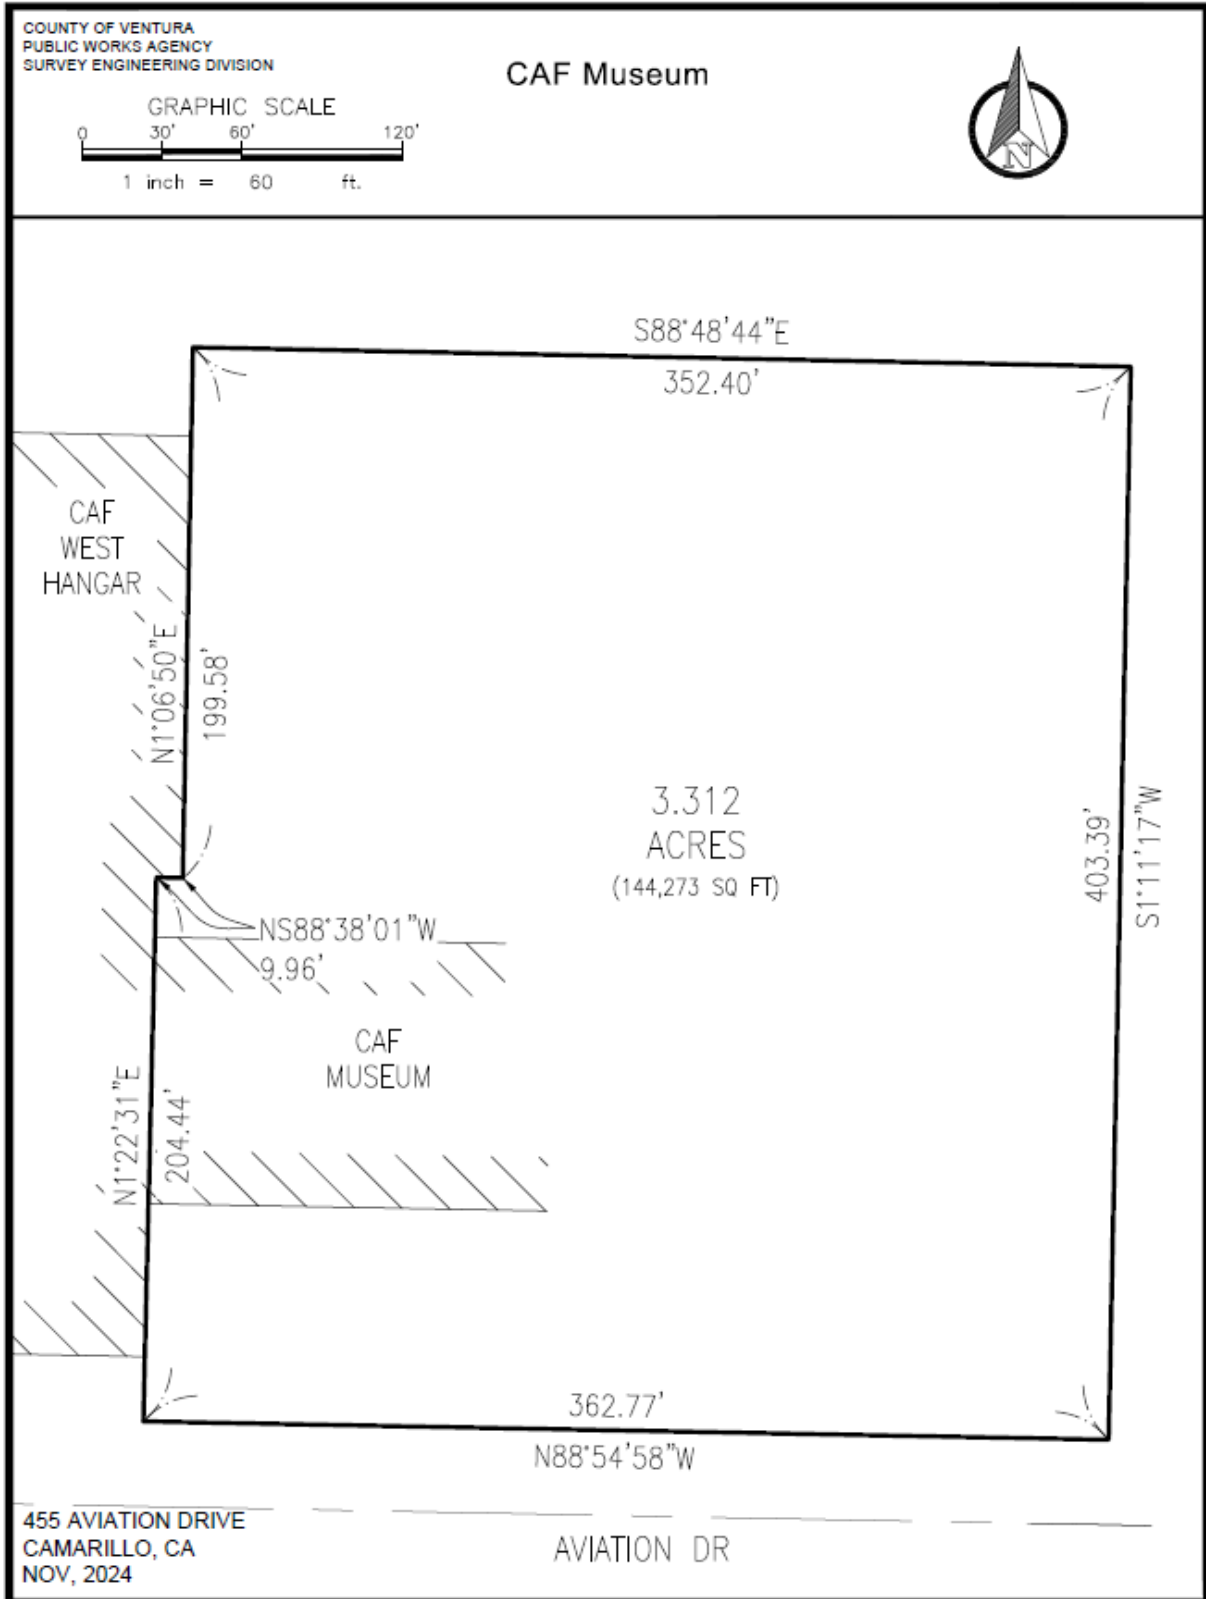 COUNTY OF VENTURA
PUBLIC WORKS AGENCY
SURVEY ENGINEERING DIVISION
CAF Museum
GRAPHIC SCALE
0 30' 60' 120'
1 inch = 60 ft.
N
S88°48'44"E
352.40'
CAF
WEST
HANGAR
N1°06'50"E
199.58'
3.312
ACRES
(144,273 SQ FT)
403.39'
S1°11'17"W
NS88°38'01"W
9.96'
CAF
MUSEUM
N1°22'31"E
204.44'
362.77'
N88°54'58"W
455 AVIATION DRIVE
CAMARILLO, CA
NOV, 2024
AVIATION DR